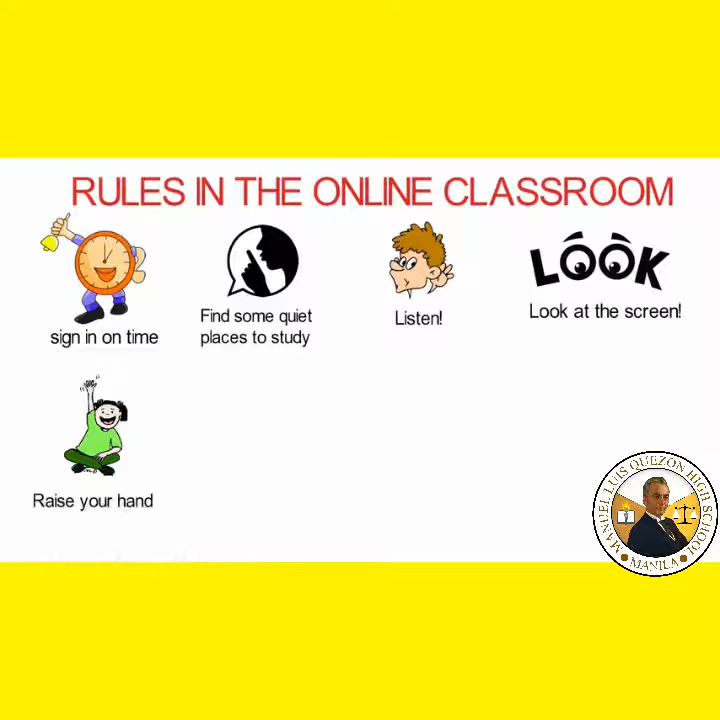 RULES IN THE ONLINE CLASSROOM
LOOK
sign in on time
Find some quiet
places to study
Listen!
Look at the screen!
Raise your hand
MANUEL LUIS QUEZON HIGH SCHOOL
MANILA